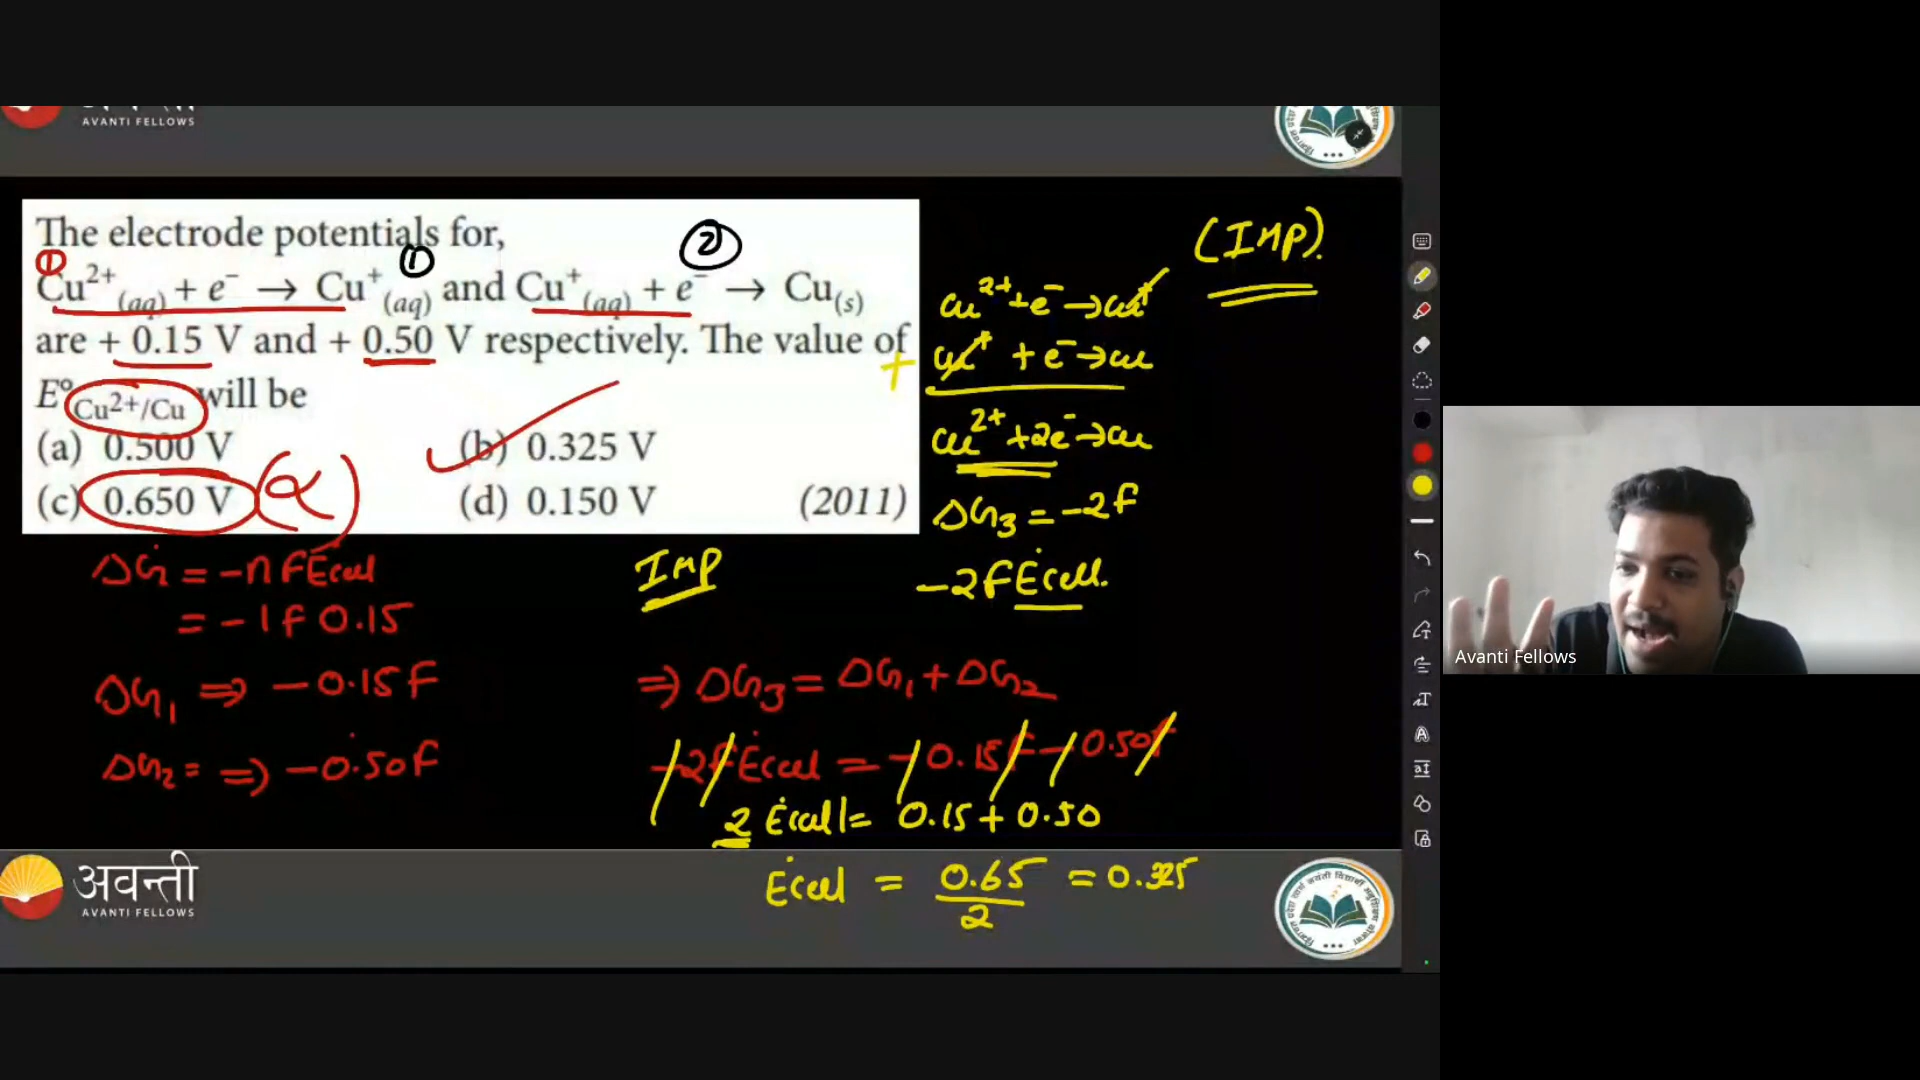 AVANTI FELLOWS
The electrode potentials for,
① ① ②
Cu²⁺(aq) + e⁻ → Cu⁺(aq) and Cu⁺(aq) + e⁻ → Cu(s)
are + 0.15 V and + 0.50 V respectively. The value of
E° Cu²⁺/Cu will be
(a) 0.500 V (b) 0.325 V
(c) 0.650 V (d) 0.150 V (2011)
(IMP).
Cu²⁺ + e⁻ → Cu⁺
+ Cu⁺ + e⁻ → Cu
Cu²⁺ + 2e⁻ → Cu
ΔG₃ = -2F
-2FE°cell.
IMP
ΔG° = -nFE°cell
= -1F 0.15
ΔG₁ ⇒ -0.15F
ΔG₂ = ⇒ -0.50F
⇒ ΔG₃ = ΔG₁ + ΔG₂
-2FE°cell = -0.15F - 0.50F
2 E°cell = 0.15 + 0.50
E°cell = 0.65/2 = 0.325
अवन्ती
AVANTI FELLOWS
Avanti Fellows